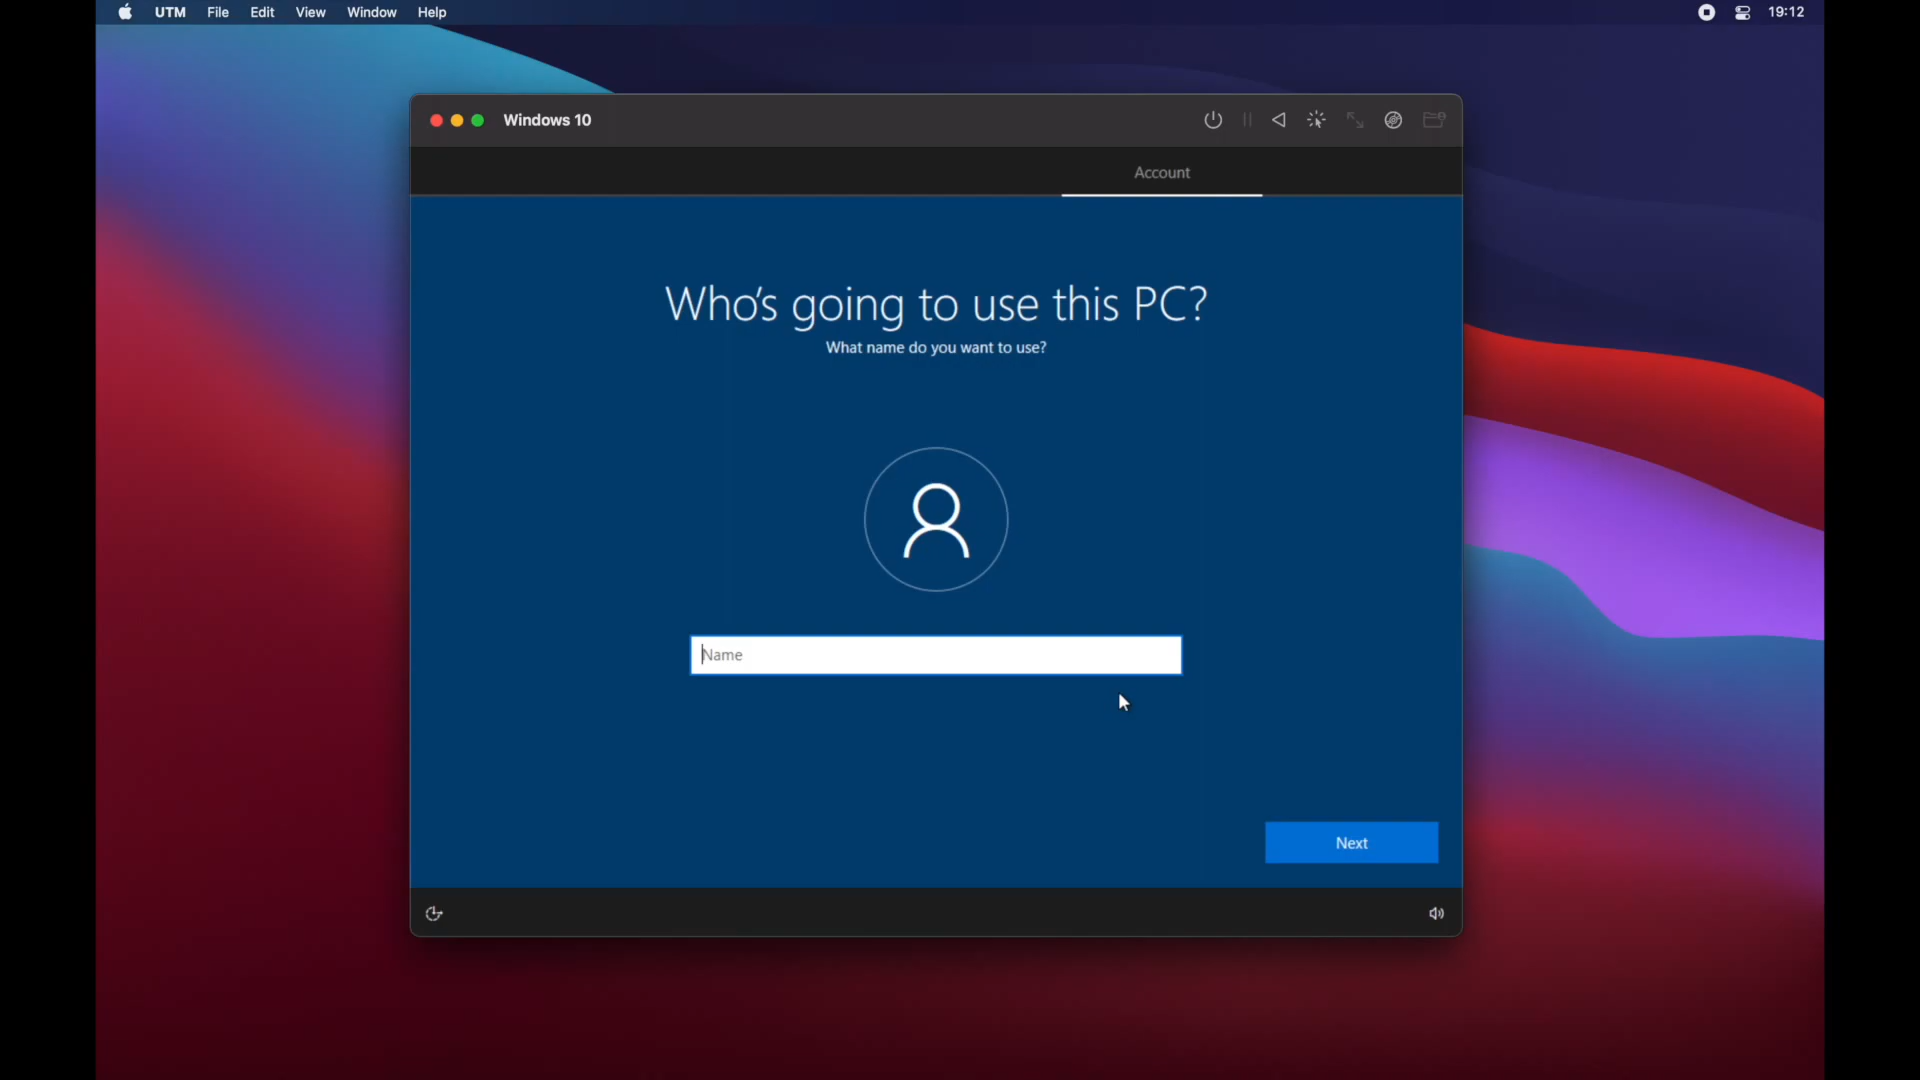 UTM File Edit View Window Help 19:12
Windows 10
Account
Who's going to use this PC?
What name do you want to use?
Name
Next